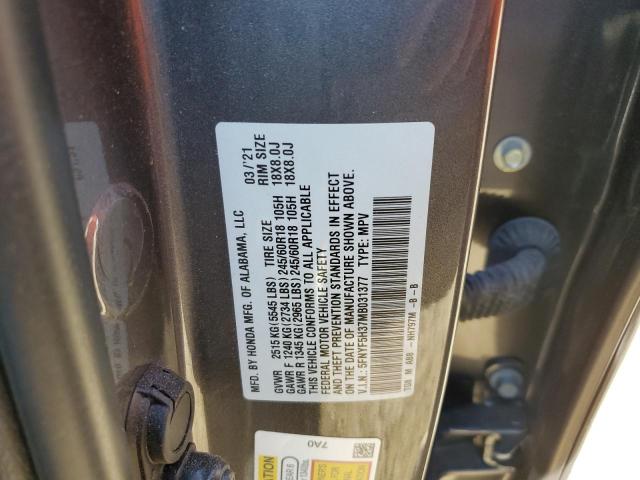 MFD. BY HONDA MFG. OF ALABAMA, LLC 03/'21
GVWR 2515 KG (5545 LBS) TIRE SIZE RIM SIZE
GAWR F 1240 KG (2734 LBS) 245/60R18 105H 18X8.0J
GAWR R 1345 KG (2965 LBS) 245/60R18 105H 18X8.0J
THIS VEHICLE CONFORMS TO ALL APPLICABLE
FEDERAL MOTOR VEHICLE SAFETY
AND THEFT PREVENTION STANDARDS IN EFFECT
ON THE DATE OF MANUFACTURE SHOWN ABOVE.
V.I.N.: 5FNYF5H37MB031377 TYPE: MPV
TG8 M A88 -NH797M -B -B
7A0